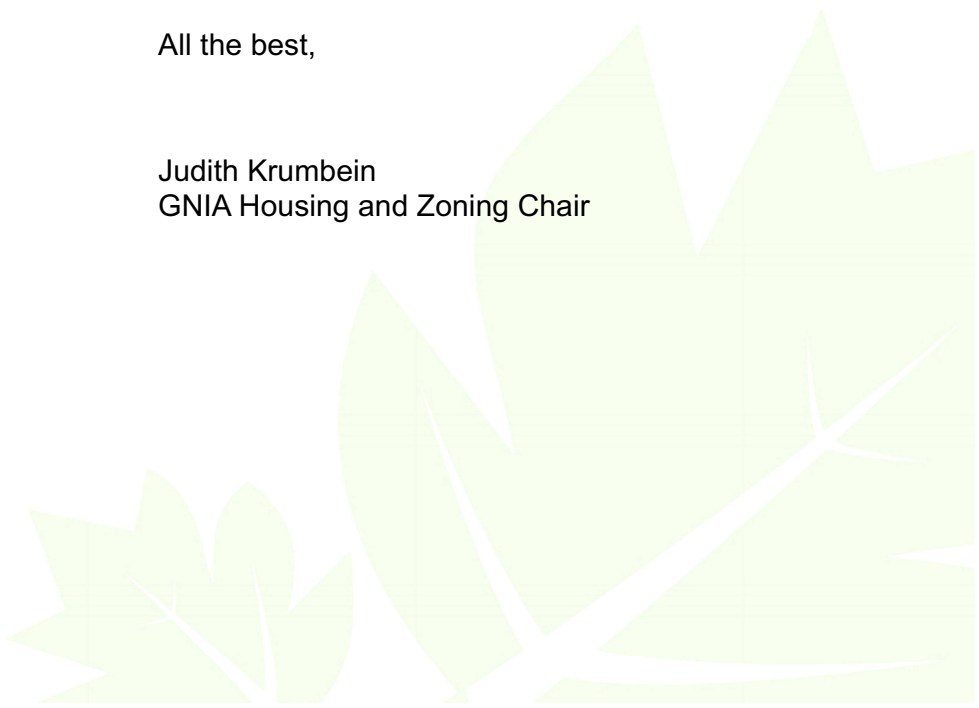 All the best,
Judith Krumbein
GNIA Housing and Zoning Chair